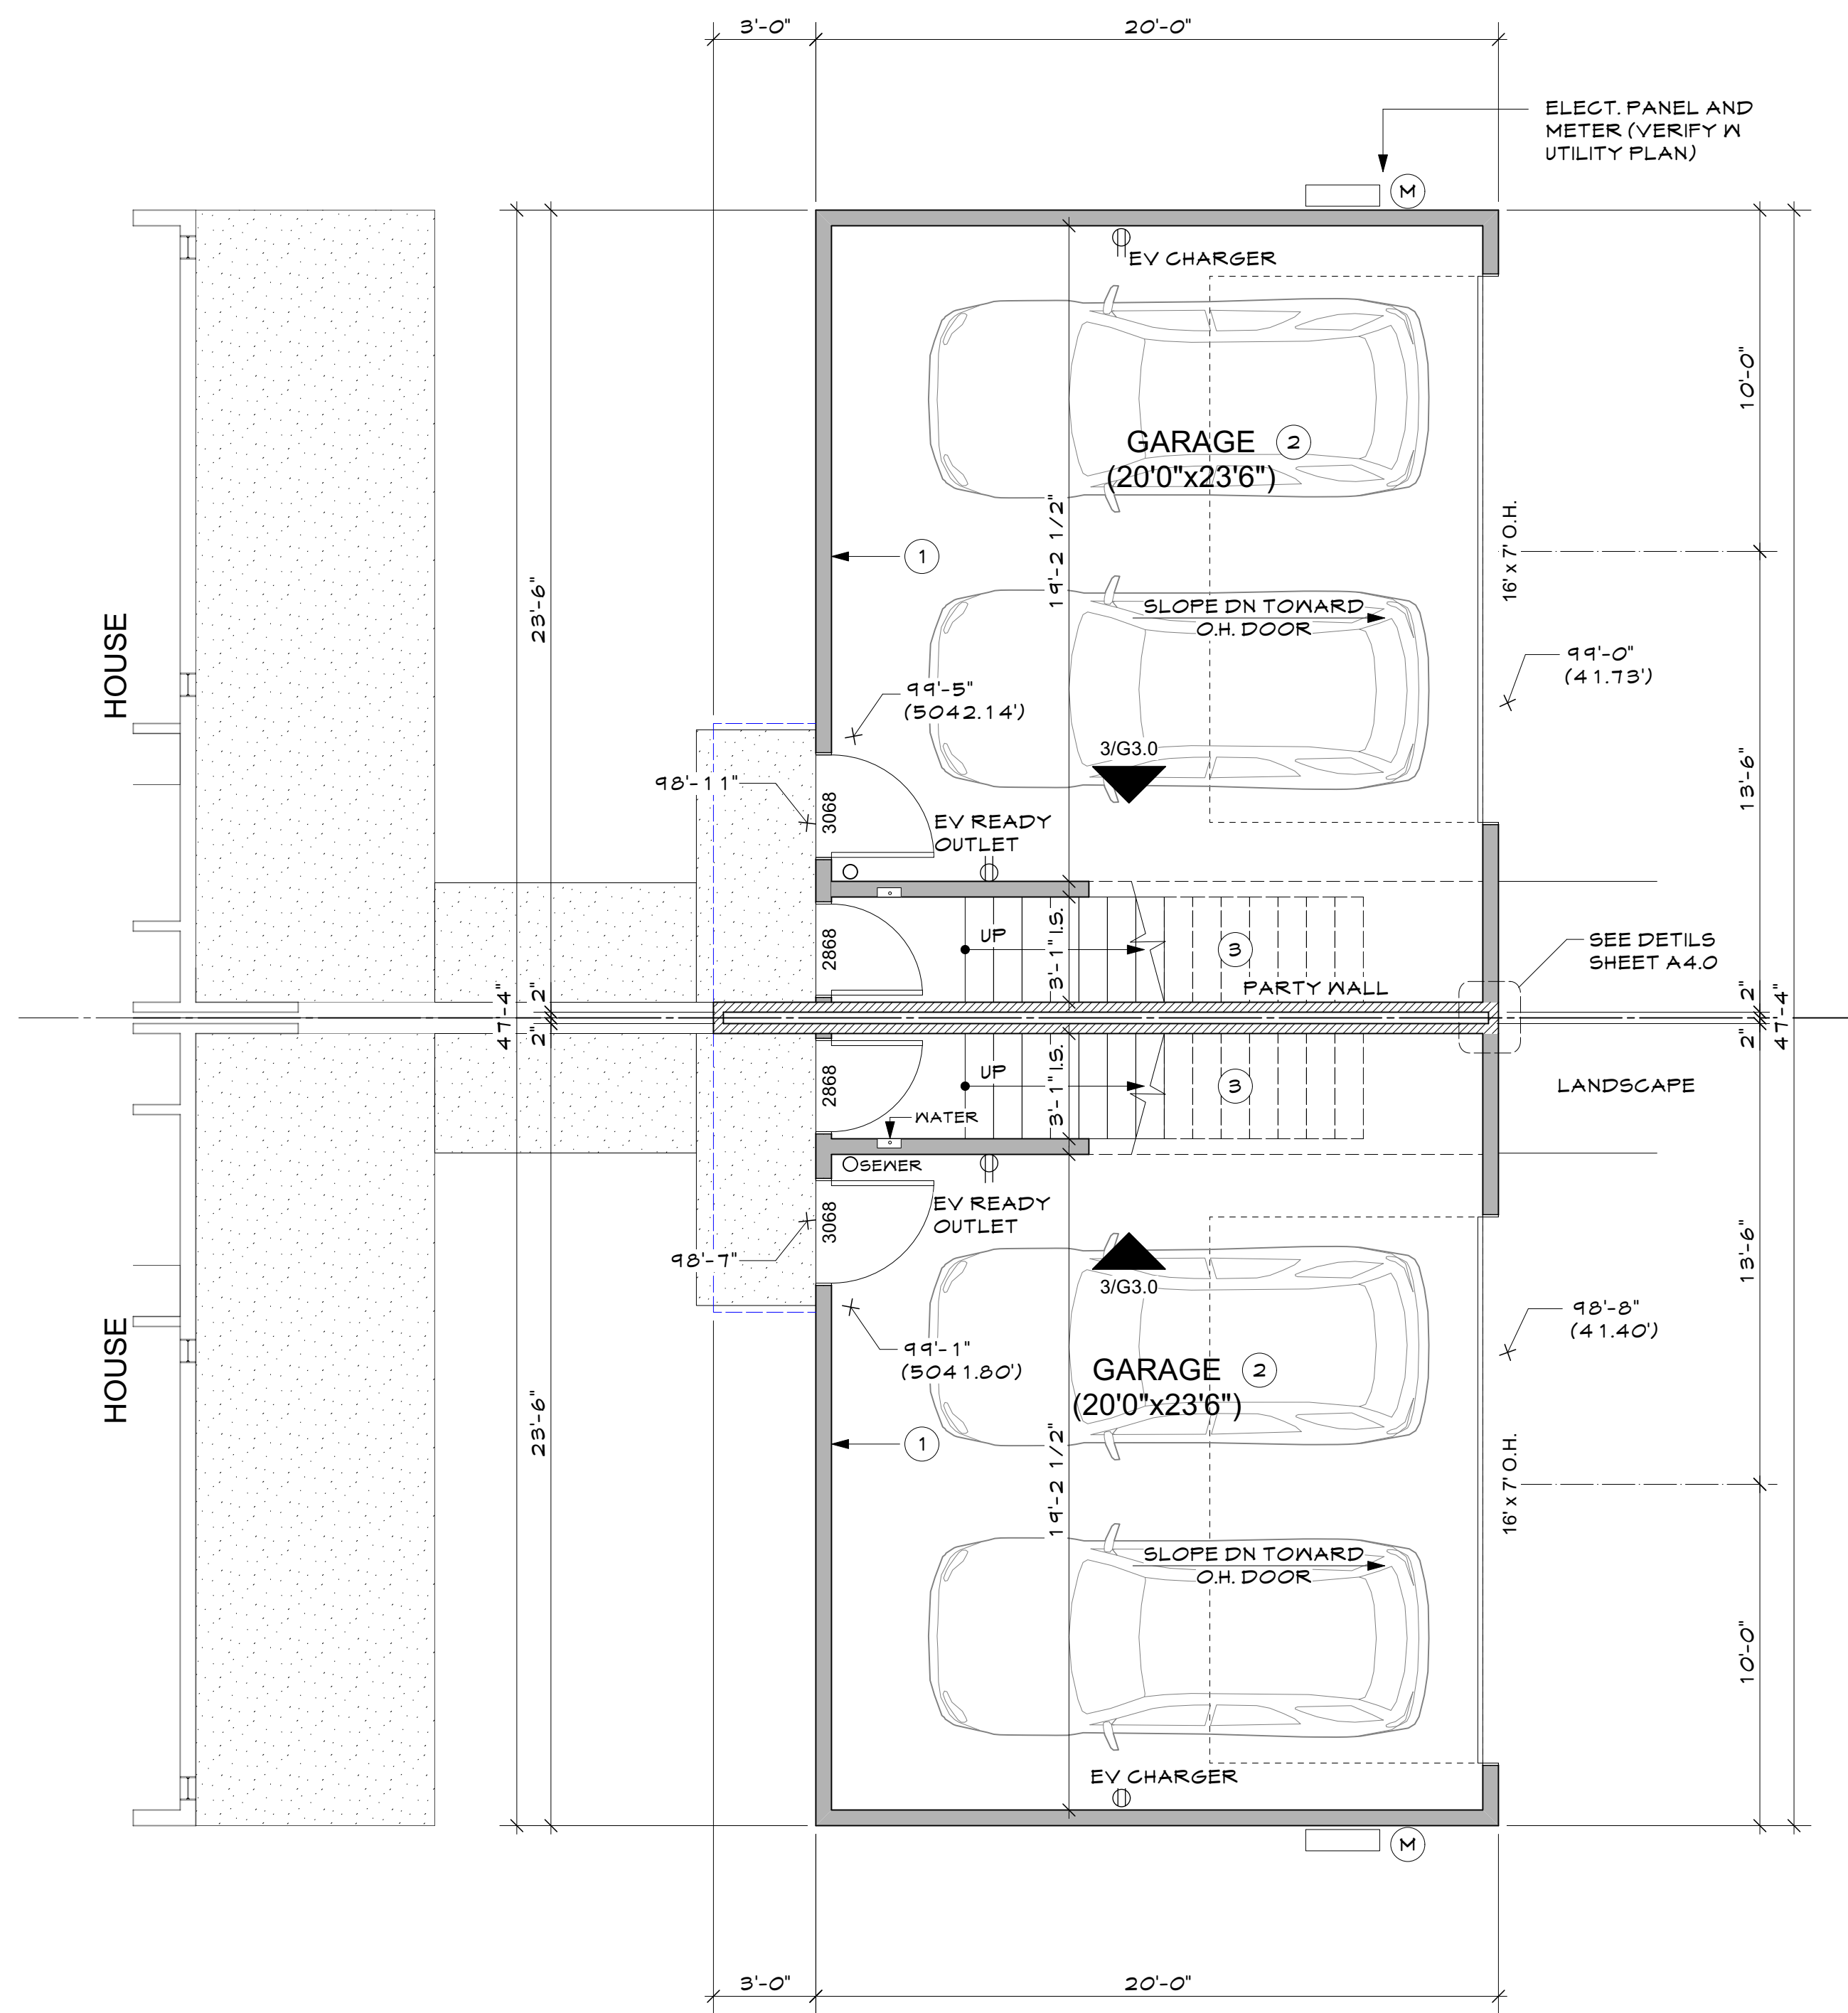 3'-0"
20'-0"
ELECT. PANEL AND
METER (VERIFY W
UTILITY PLAN)
M
EV CHARGER
10'-0"
GARAGE 2
(20'0"x23'6")
19'-2 1/2"
16' x 7' O.H.
1
23'-6"
SLOPE DN TOWARD
O.H. DOOR
HOUSE
99'-0"
(41.73')
99'-5"
(5042.14')
3/G3.0
13'-6"
98'-11"
3068
EV READY
OUTLET
2868
UP
3'-1" I.S.
3
SEE DETILS
SHEET A4.0
PARTY WALL
47'-4"
2"
2"
2"
2"
47'-4"
2868
UP
3'-1" I.S.
3
LANDSCAPE
WATER
SEWER
EV READY
OUTLET
3068
98'-7"
13'-6"
3/G3.0
98'-8"
(41.40')
99'-1"
(5041.80')
HOUSE
GARAGE 2
(20'0"x23'6")
23'-6"
1
19'-2 1/2"
16' x 7' O.H.
SLOPE DN TOWARD
O.H. DOOR
10'-0"
EV CHARGER
M
3'-0"
20'-0"